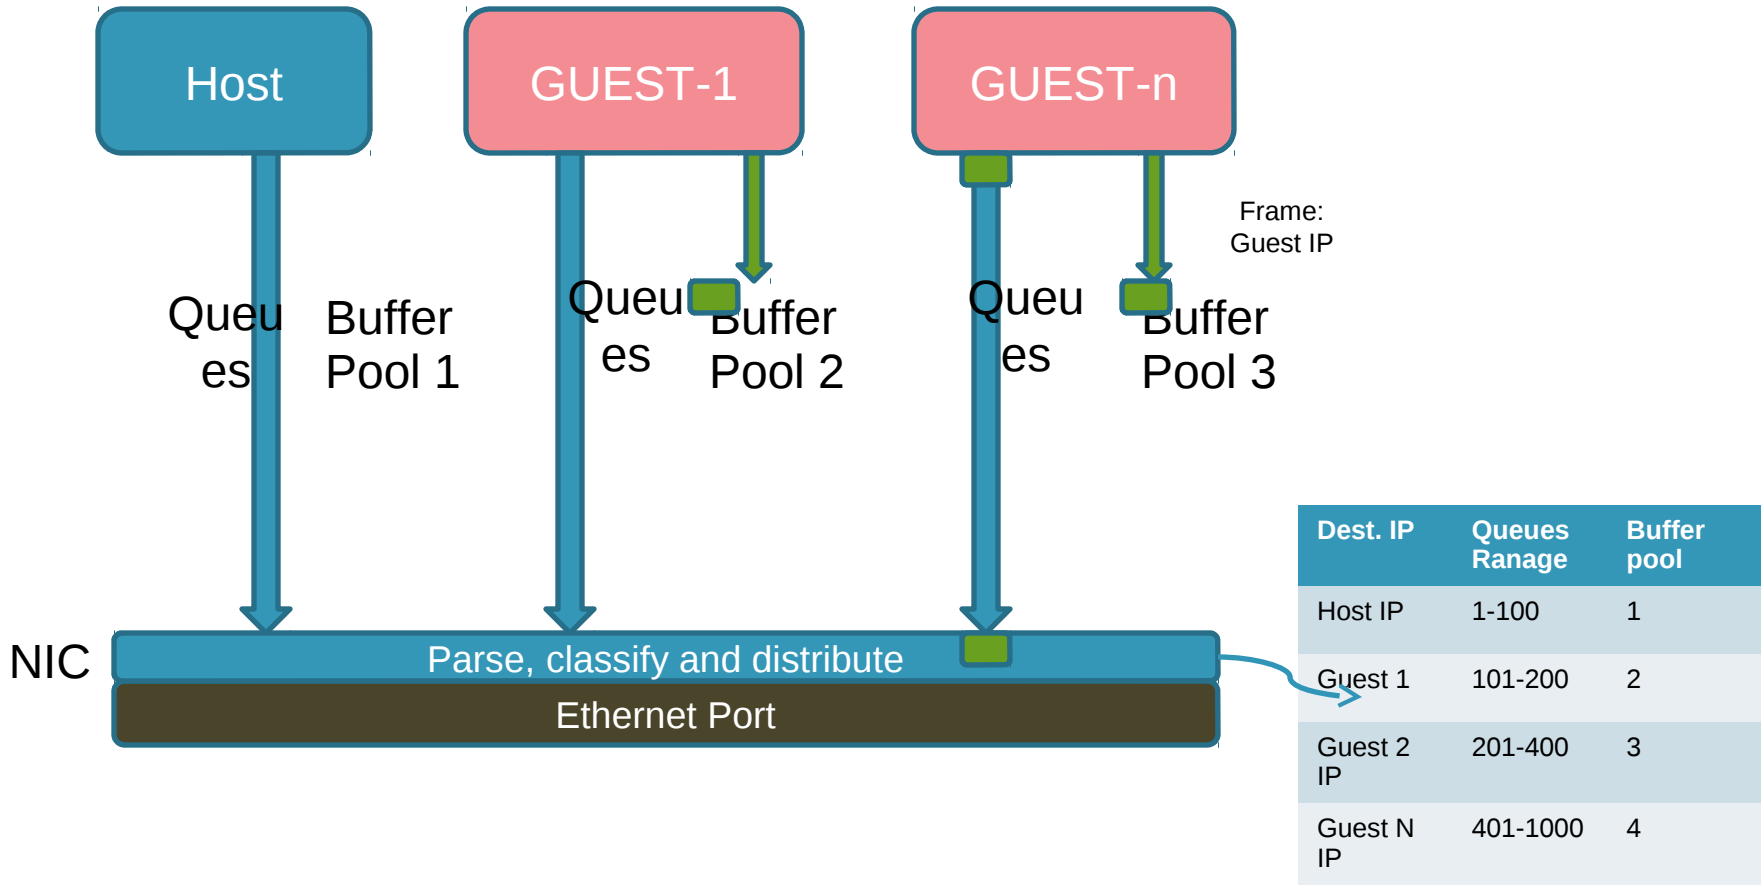 Host
GUEST-1
GUEST-n
Frame:
Guest IP
Queu
es
Buffer
Pool 1
Queu
es
Buffer
Pool 2
Queu
es
Buffer
Pool 3
NIC
Parse, classify and distribute
Ethernet Port
Dest. IP
Queues
Ranage
Buffer
pool
Host IP
1-100
1
Guest 1
101-200
2
Guest 2
IP
201-400
3
Guest N
IP
401-1000
4